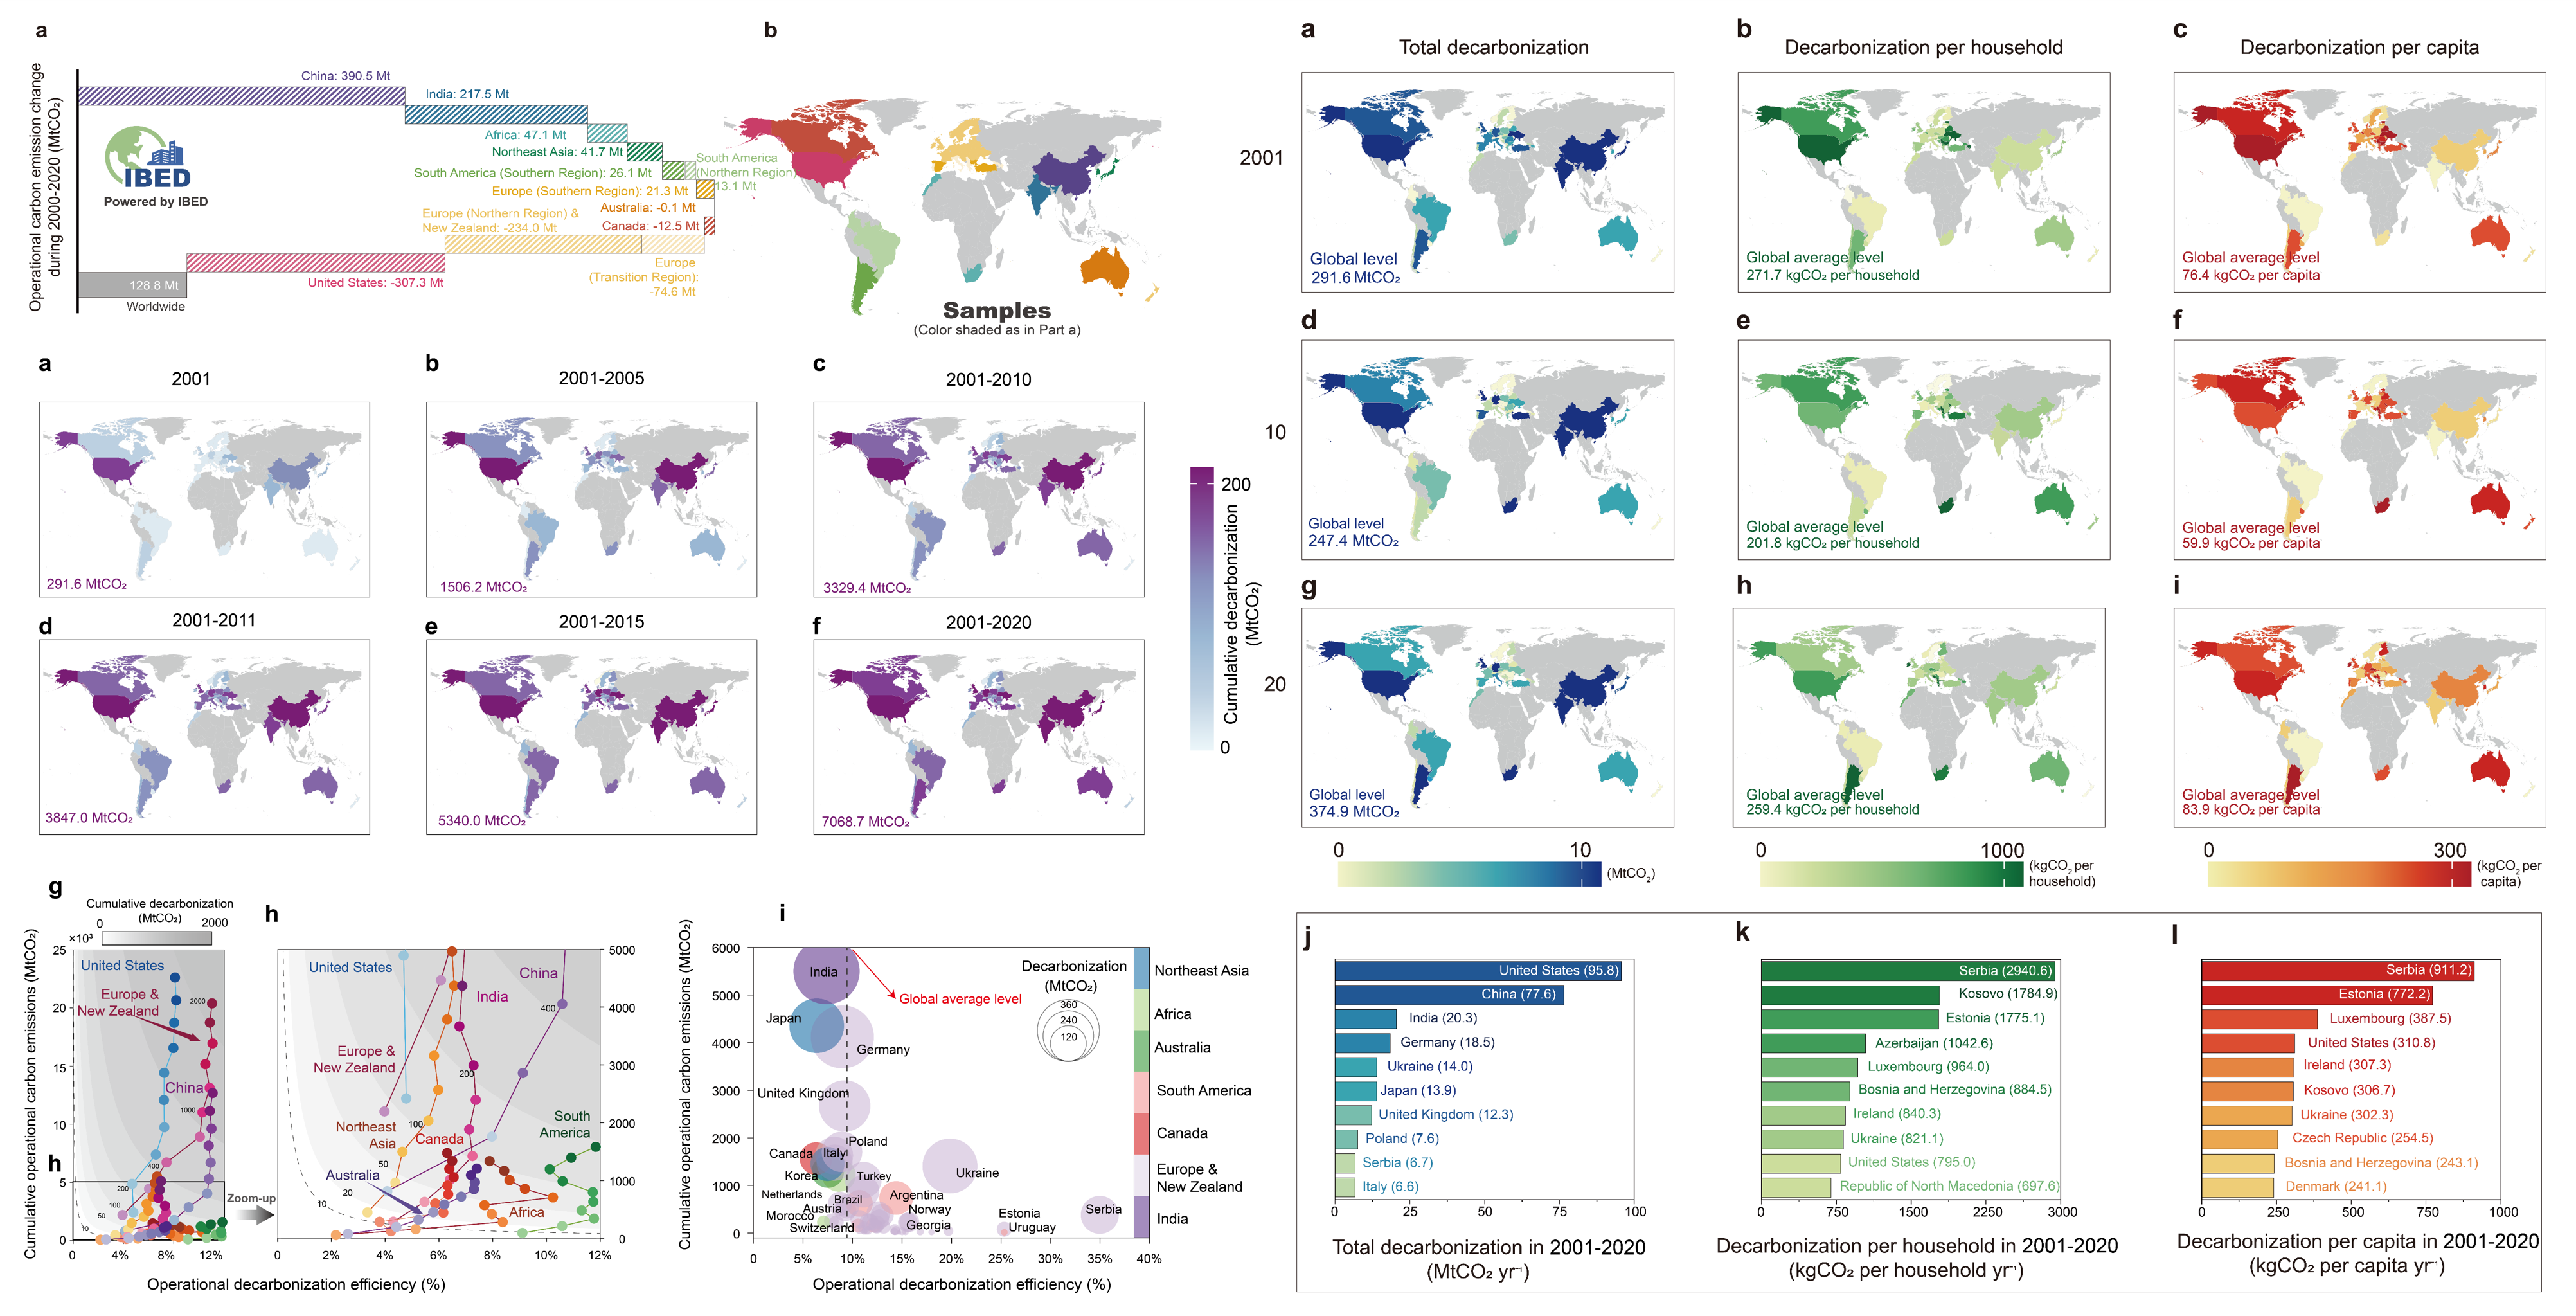 a
Operational carbon emission change
during 2000-2020 (MtCO₂)
China: 390.5 Mt
India: 217.5 Mt
Africa: 47.1 Mt
Northeast Asia: 41.7 Mt
South America (Southern Region): 26.1 Mt
South America
(Northern Region):
13.1 Mt
Europe (Southern Region): 21.3 Mt
Australia: -0.1 Mt
Canada: -12.5 Mt
Europe (Northern Region) &
New Zealand: -234.0 Mt
Europe
(Transition Region):
-74.6 Mt
United States: -307.3 Mt
128.8 Mt
Worldwide
IBED
Powered by IBED
b
Samples
(Color shaded as in Part a)
a
2001
291.6 MtCO₂
b
2001-2005
1506.2 MtCO₂
c
2001-2010
3329.4 MtCO₂
d
2001-2011
3847.0 MtCO₂
e
2001-2015
5340.0 MtCO₂
f
2001-2020
7068.7 MtCO₂
200
0
Cumulative decarbonization
(MtCO₂)
g
Cumulative decarbonization
(MtCO₂)
0 2000
×10³
25
20
15
10
5
0
Cumulative operational carbon emissions (MtCO₂)
United States
Europe &
New Zealand
China
2000
1000
400
200
100
50
10
h
0 4% 8% 12%
Zoom-up
h
United States
China
India
400
Europe &
New Zealand
200
Northeast
Asia
100
Canada
50
Australia
20
10
South
America
Africa
5000
4000
3000
2000
1000
0
0 2% 4% 6% 8% 10% 12%
Operational decarbonization efficiency (%)
i
Cumulative operational carbon emissions (MtCO₂)
6000
5000
4000
3000
2000
1000
0
India
Global average level
Japan
Germany
United Kingdom
Poland
Canada
Italy
Korea
Turkey
Ukraine
Netherlands
Brazil
Argentina
Austria
Norway
Morocco
Switzerland
Georgia
Estonia
Uruguay
Serbia
Decarbonization
(MtCO₂)
360
240
120
0 5% 10% 15% 20% 25% 30% 35% 40%
Operational decarbonization efficiency (%)
Northeast Asia
Africa
Australia
South America
Canada
Europe &
New Zealand
India
a
Total decarbonization
b
Decarbonization per household
c
Decarbonization per capita
2001
Global level
291.6 MtCO₂
Global average level
271.7 kgCO₂ per household
Global average level
76.4 kgCO₂ per capita
d
e
f
10
Global level
247.4 MtCO₂
Global average level
201.8 kgCO₂ per household
Global average level
59.9 kgCO₂ per capita
g
h
i
20
Global level
374.9 MtCO₂
Global average level
259.4 kgCO₂ per household
Global average level
83.9 kgCO₂ per capita
0 10
(MtCO₂)
0 1000
(kgCO₂ per
household)
0 300
(kgCO₂ per
capita)
j
United States (95.8)
China (77.6)
India (20.3)
Germany (18.5)
Ukraine (14.0)
Japan (13.9)
United Kingdom (12.3)
Poland (7.6)
Serbia (6.7)
Italy (6.6)
0 25 50 75 100
Total decarbonization in 2001-2020
(MtCO₂ yr⁻¹)
k
Serbia (2940.6)
Kosovo (1784.9)
Estonia (1775.1)
Azerbaijan (1042.6)
Luxembourg (964.0)
Bosnia and Herzegovina (884.5)
Ireland (840.3)
Ukraine (821.1)
United States (795.0)
Republic of North Macedonia (697.6)
0 750 1500 2250 3000
Decarbonization per household in 2001-2020
(kgCO₂ per household yr⁻¹)
l
Serbia (911.2)
Estonia (772.2)
Luxembourg (387.5)
United States (310.8)
Ireland (307.3)
Kosovo (306.7)
Ukraine (302.3)
Czech Republic (254.5)
Bosnia and Herzegovina (243.1)
Denmark (241.1)
0 250 500 750 1000
Decarbonization per capita in 2001-2020
(kgCO₂ per capita yr⁻¹)